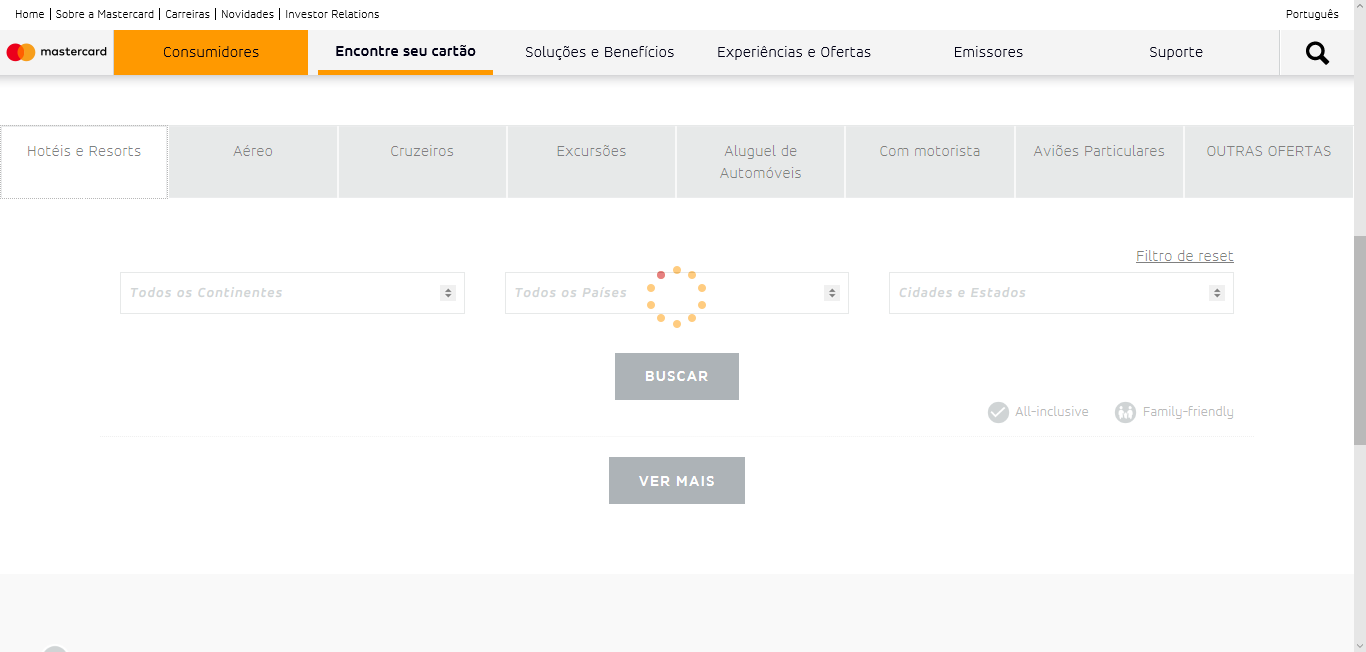 Home | Sobre a Mastercard | Carreiras | Novidades | Investor Relations
Português
mastercard
Consumidores
Encontre seu cartão
Soluções e Benefícios
Experiências e Ofertas
Emissores
Suporte
Hotéis e Resorts
Aéreo
Cruzeiros
Excursões
Aluguel de
Automóveis
Com motorista
Aviões Particulares
OUTRAS OFERTAS
Filtro de reset
Todos os Continentes
Todos os Países
Cidades e Estados
BUSCAR
All-inclusive
Family-friendly
VER MAIS